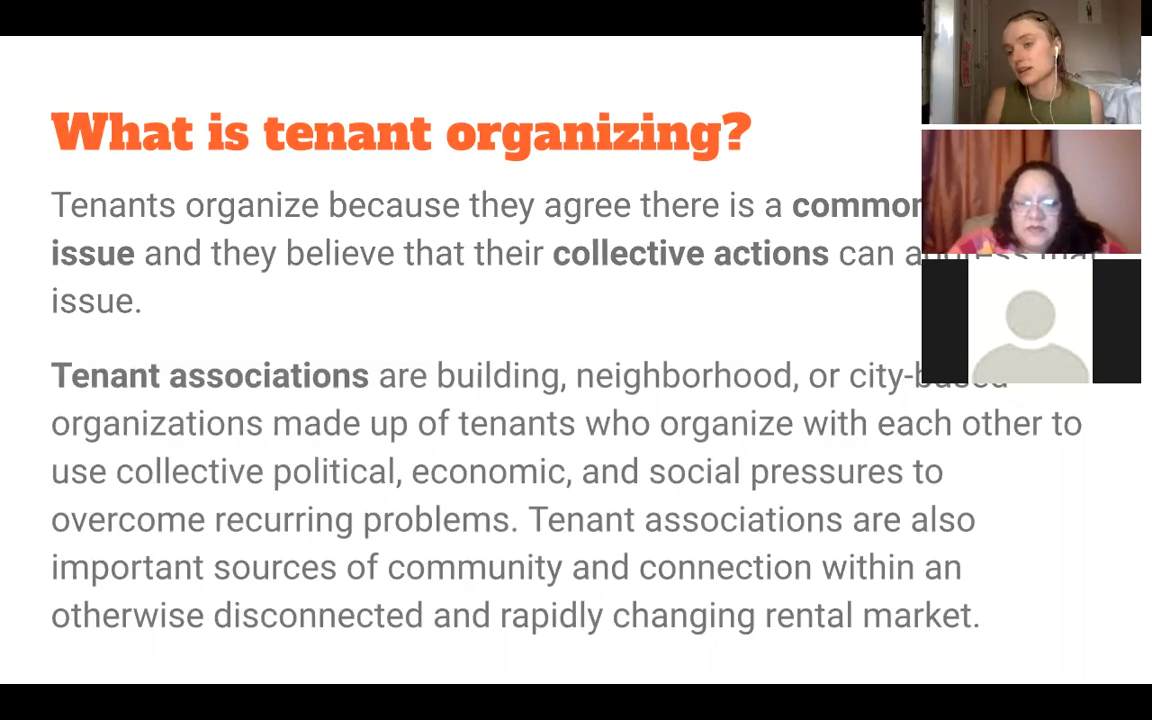 What is tenant organizing?
Tenants organize because they agree there is a common
issue and they believe that their collective actions can address that
issue.
Tenant associations are building, neighborhood, or city-based
organizations made up of tenants who organize with each other to
use collective political, economic, and social pressures to
overcome recurring problems. Tenant associations are also
important sources of community and connection within an
otherwise disconnected and rapidly changing rental market.